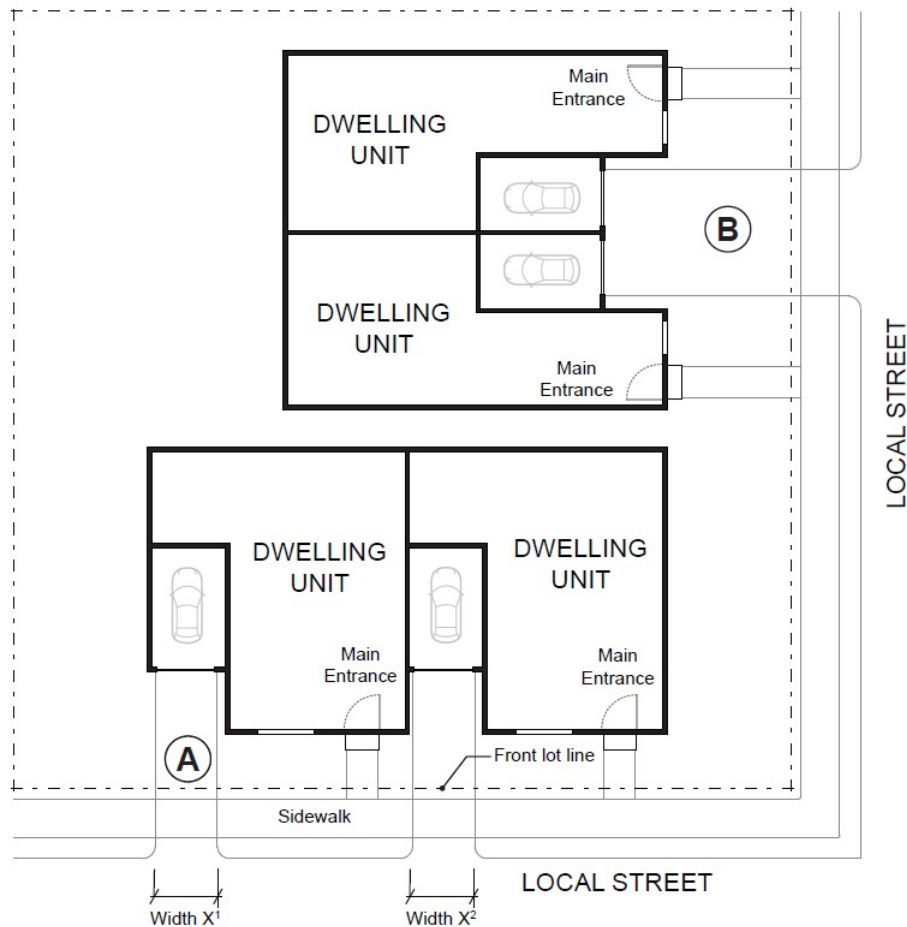 Main
Entrance
DWELLING
UNIT
B
DWELLING
UNIT
Main
Entrance
LOCAL STREET
DWELLING
UNIT
DWELLING
UNIT
Main
Entrance
Main
Entrance
A
Front lot line
Sidewalk
LOCAL STREET
Width X¹
Width X²